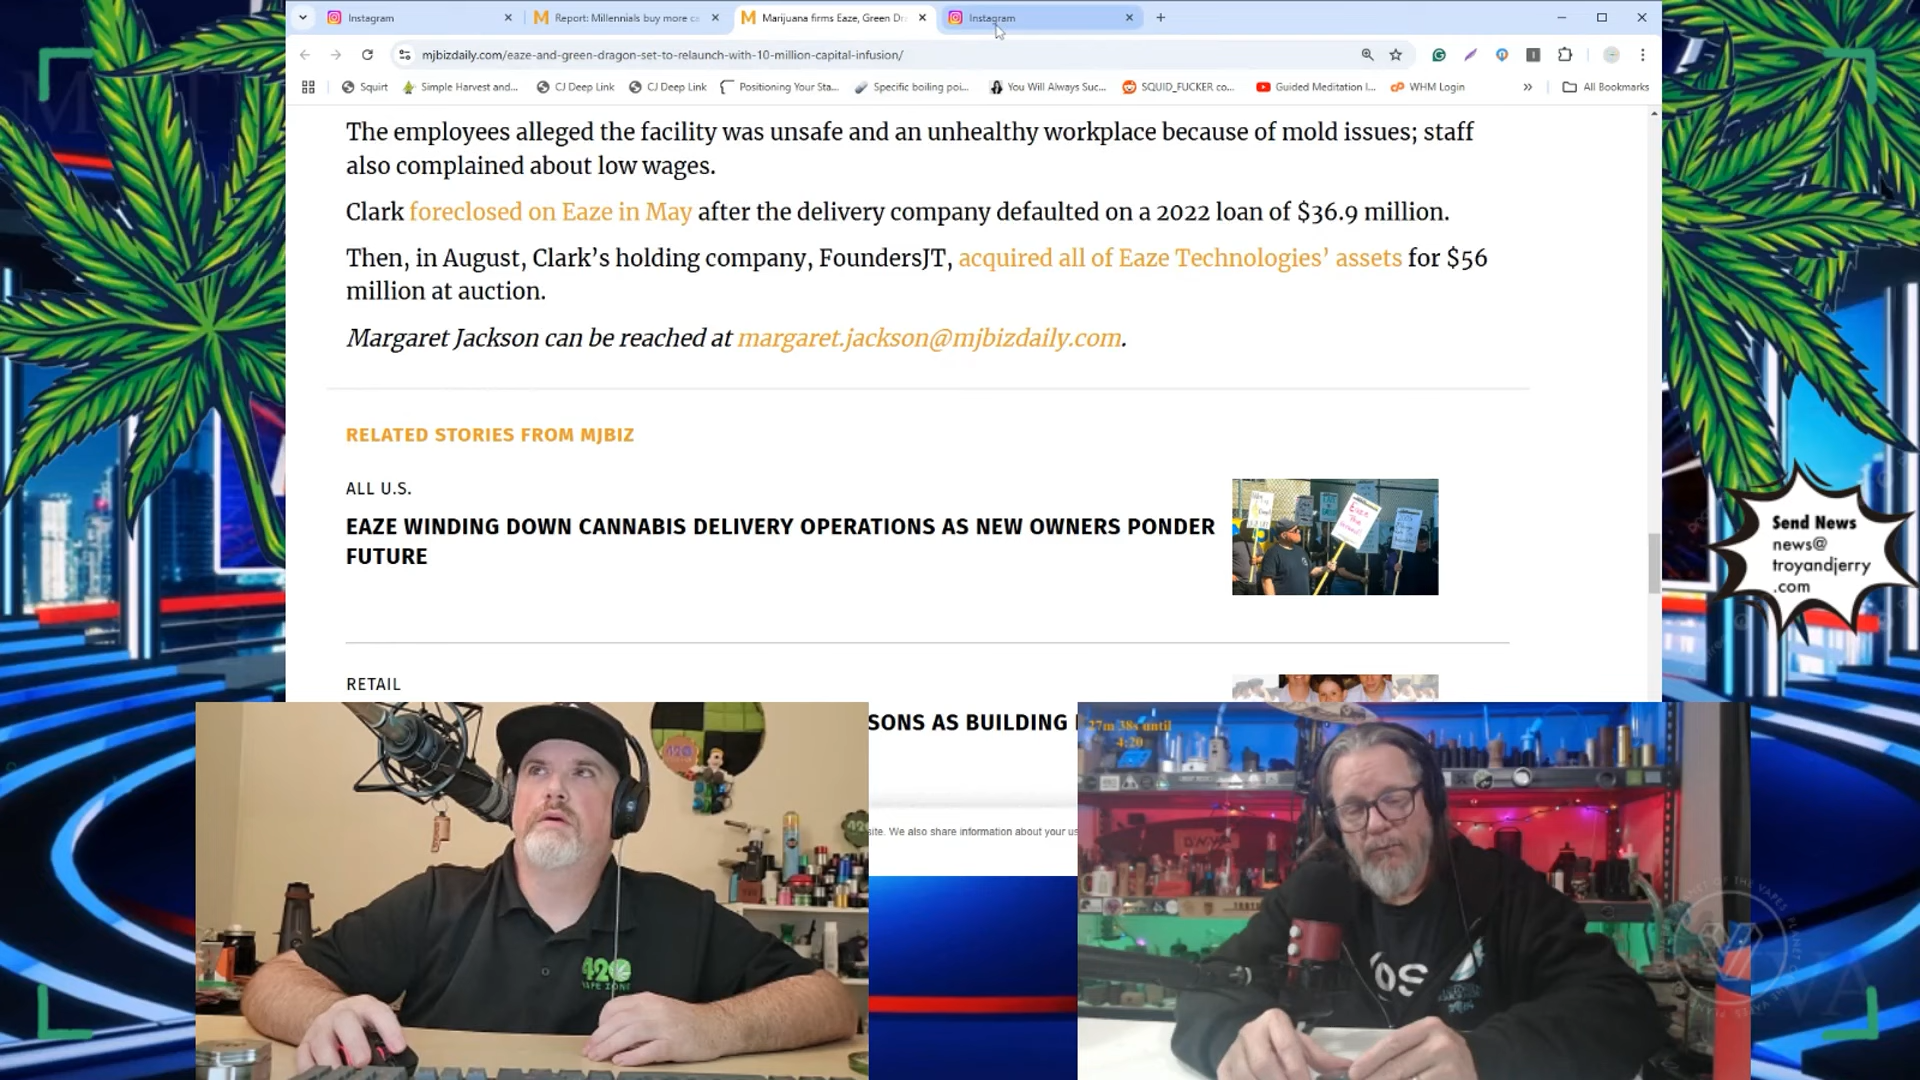 Instagram
Report: Millennials buy more ca
Marijuana firms Eaze, Green Dr
Instagram
mjbizdaily.com/eaze-and-green-dragon-set-to-relaunch-with-10-million-capital-infusion/
Squirt
Simple Harvest and...
CJ Deep Link
CJ Deep Link
Positioning Your Sta...
Specific boiling poi...
You Will Always Suc...
SQUID_FUCKER co...
Guided Meditation I...
WHM Login
All Bookmarks
The employees alleged the facility was unsafe and an unhealthy workplace because of mold issues; staff
also complained about low wages.
Clark foreclosed on Eaze in May after the delivery company defaulted on a 2022 loan of $36.9 million.
Then, in August, Clark’s holding company, FoundersJT, acquired all of Eaze Technologies’ assets for $56
million at auction.
Margaret Jackson can be reached at margaret.jackson@mjbizdaily.com.
RELATED STORIES FROM MJBIZ
ALL U.S.
EAZE WINDING DOWN CANNABIS DELIVERY OPERATIONS AS NEW OWNERS PONDER
FUTURE
RETAIL
SONS AS BUILDING
site. We also share information about your us
Send News
news@
troyandjerry
.com
27m 38s until
4:20
420
VAPE ZONE